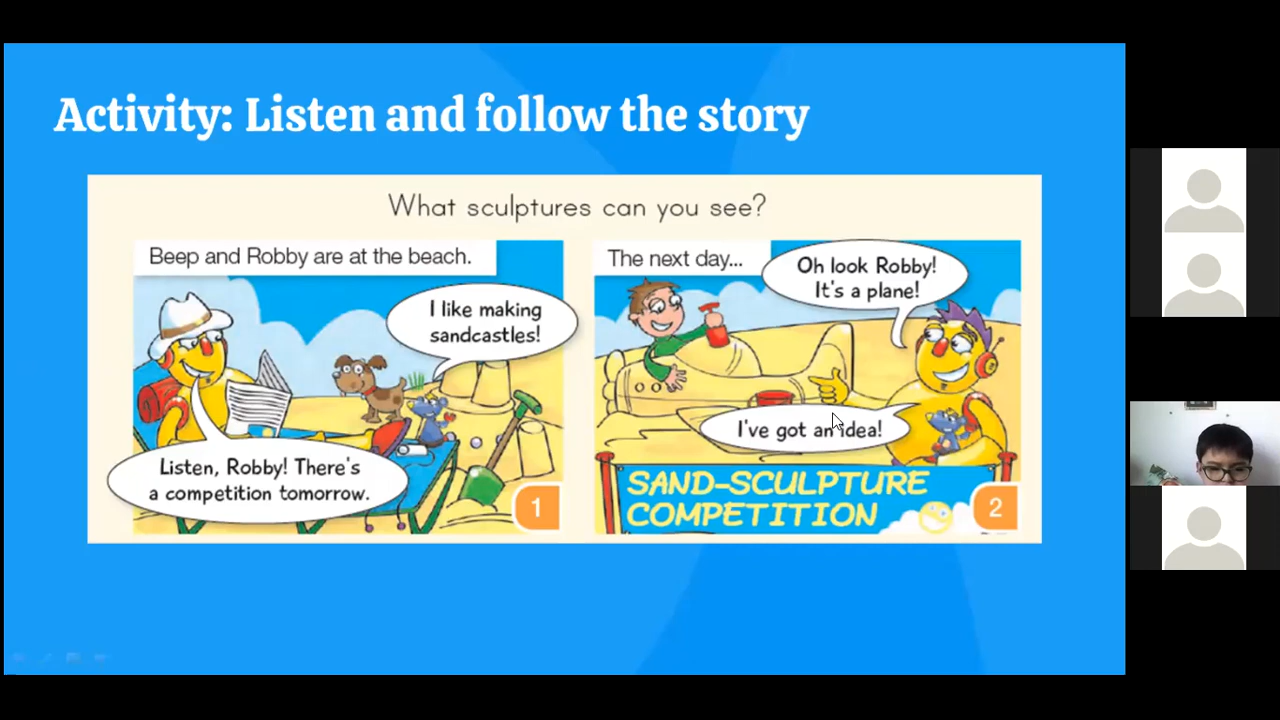 Activity: Listen and follow the story
What sculptures can you see?
Beep and Robby are at the beach.
I like making
sandcastles!
Listen, Robby! There's
a competition tomorrow.
1
The next day...
Oh look Robby!
It's a plane!
I've got an idea!
SAND-SCULPTURE
COMPETITION
2